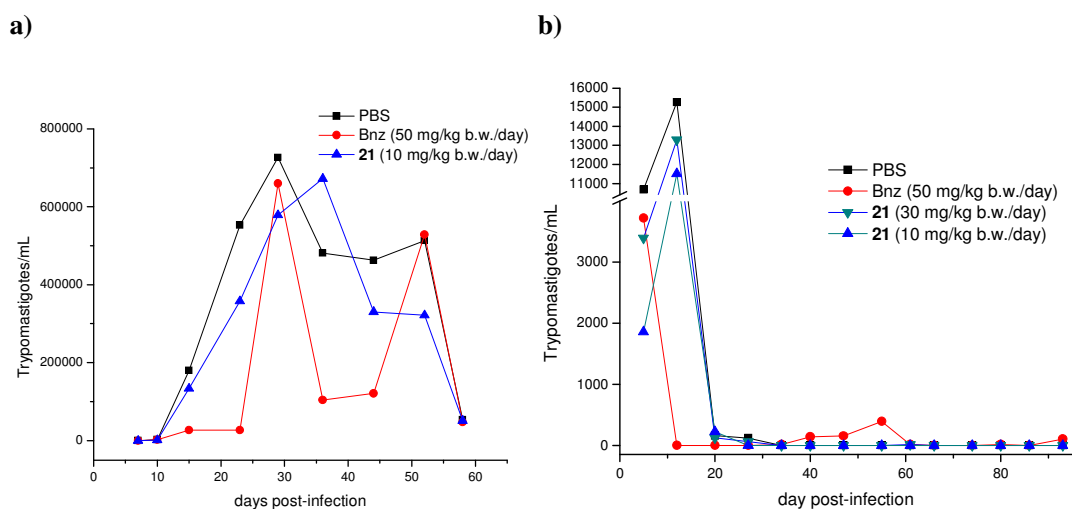 a)
PBS
Bnz (50 mg/kg b.w./day)
21 (10 mg/kg b.w./day)
800000
600000
400000
200000
0
Trypomastigotes/mL
0 10 20 30 40 50 60
days post-infection
b)
16000
15000
14000
13000
12000
11000
3000
2000
1000
0
Trypomastigotes/mL
PBS
Bnz (50 mg/kg b.w./day)
21 (30 mg/kg b.w./day)
21 (10 mg/kg b.w./day)
0 20 40 60 80
day post-infection